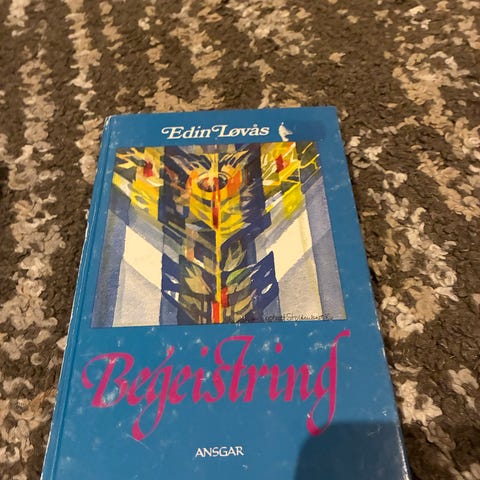 Edin Løvås
Begeistring
ANSGAR